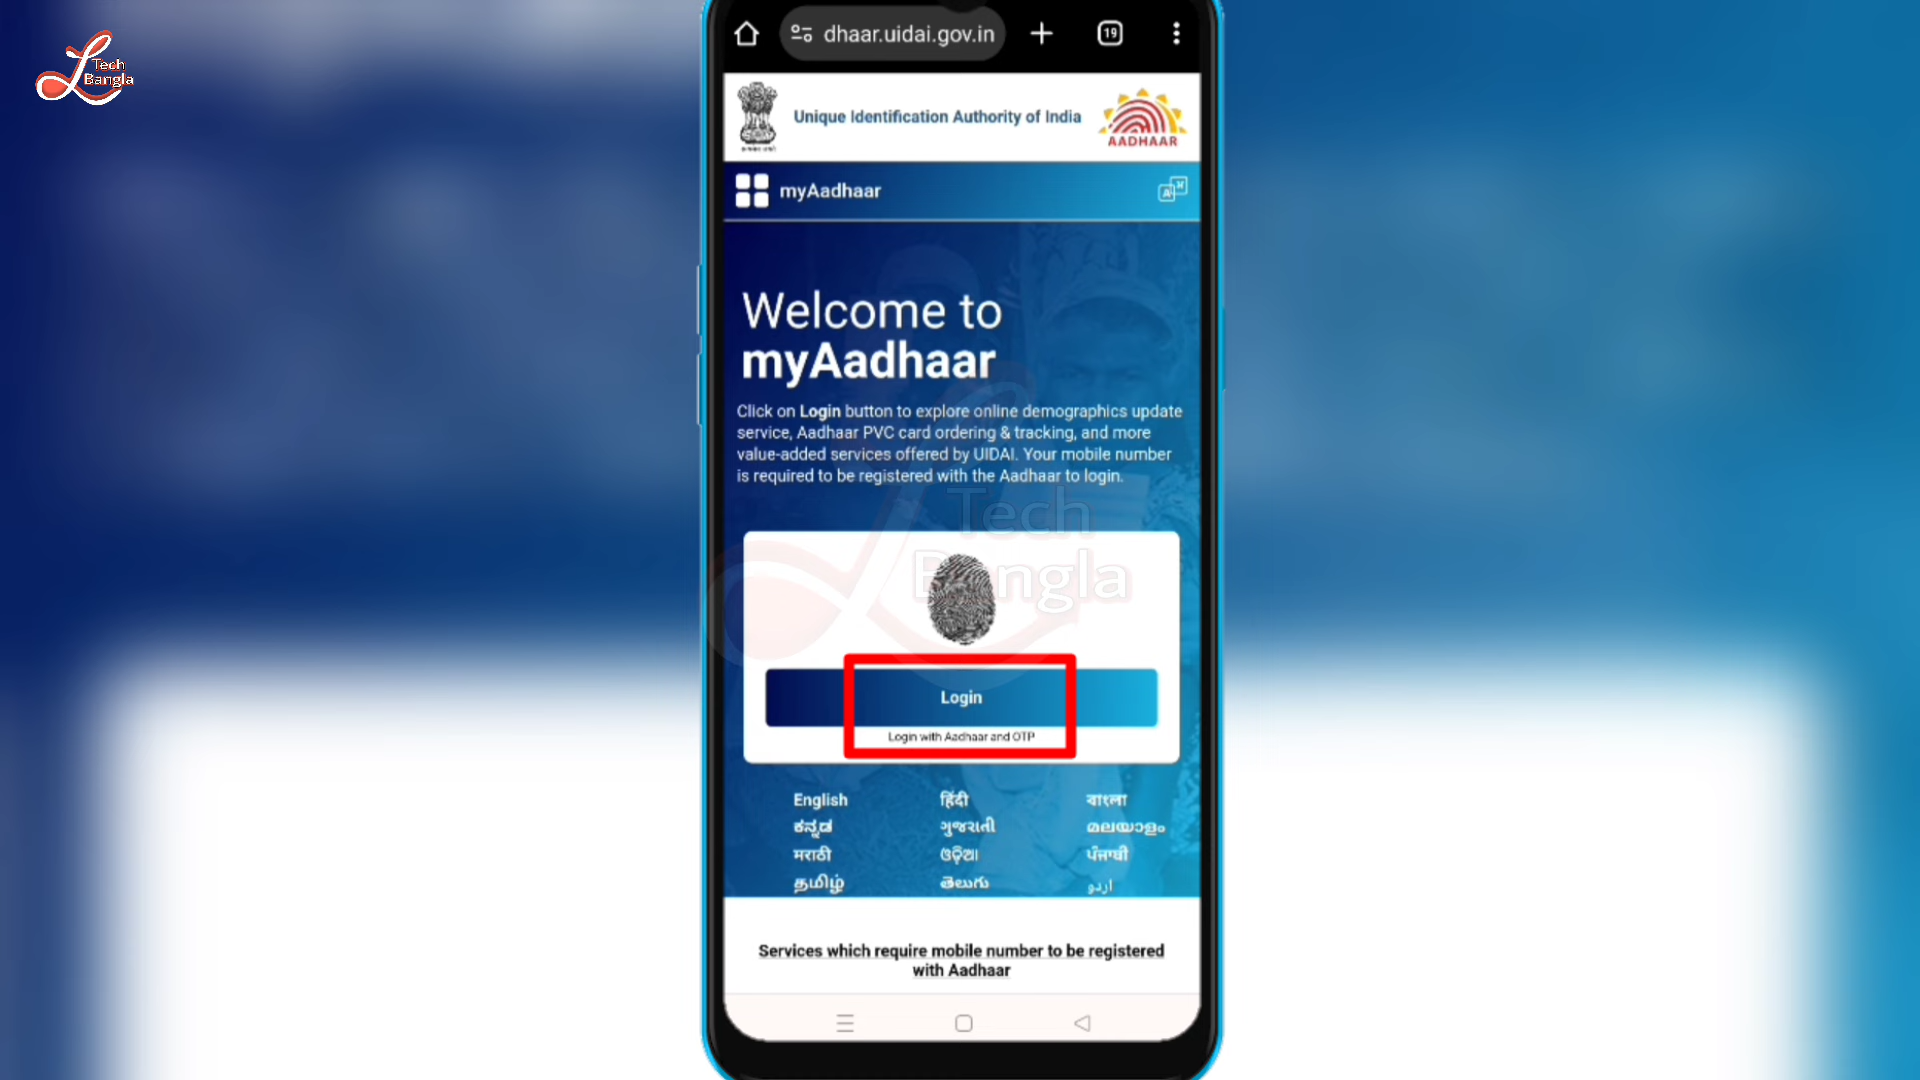 Tech
Bangla
dhaar.uidai.gov.in
19
Unique Identification Authority of India
AADHAAR
myAadhaar
Welcome to
myAadhaar
Click on Login button to explore online demographics update
service, Aadhaar PVC card ordering & tracking, and more
value-added services offered by UIDAI. Your mobile number
is required to be registered with the Aadhaar to login.
Tech
Bangla
Login
Login with Aadhaar and OTP
English हिंदी বাংলা
ಕನ್ನಡ ગુજરાતી മലയാളം
मराठी ଓଡ଼ିଆ ਪੰਜਾਬੀ
தமிழ் తెలుగు اردو
Services which require mobile number to be registered
with Aadhaar